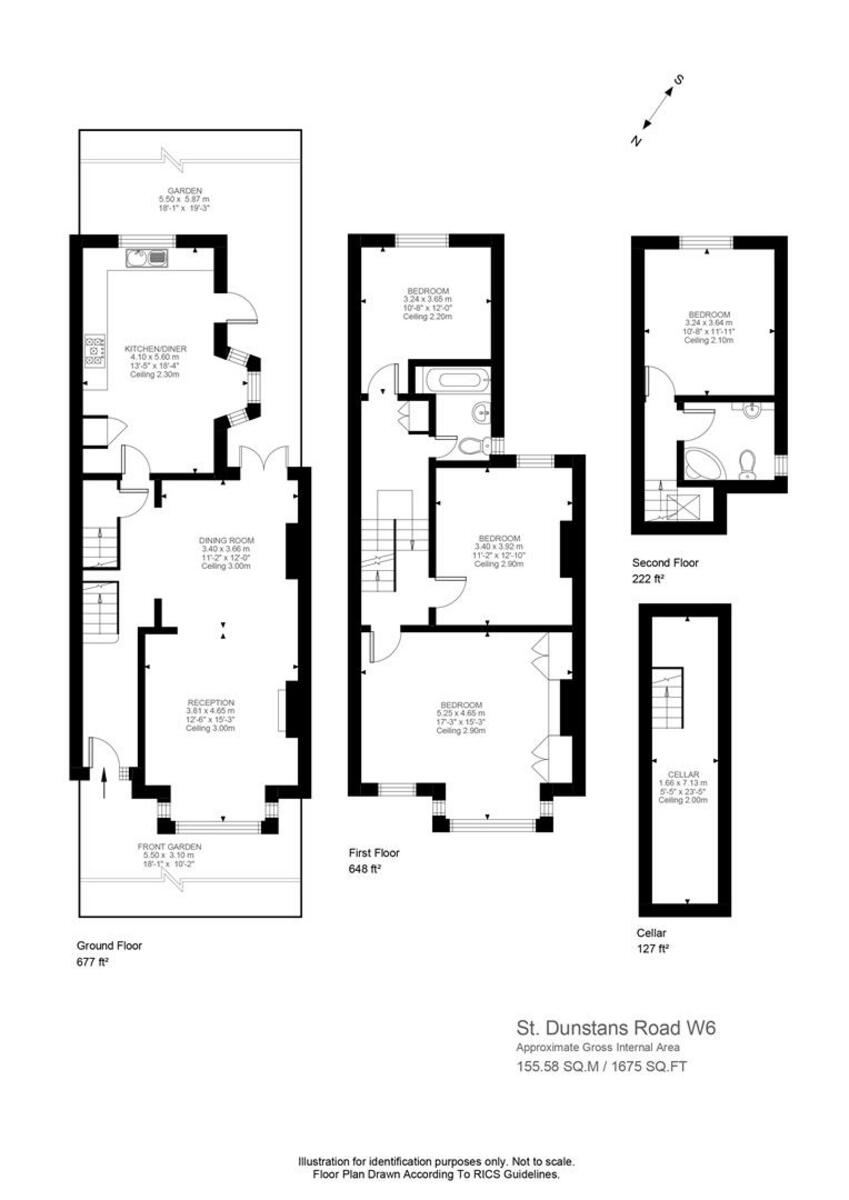 S
N
GARDEN
5.50 x 5.87 m
18'-1" x 19'-3"
KITCHEN/DINER
4.10 x 5.60 m
13'-5" x 18'-4"
Ceiling 2.30m
DINING ROOM
3.40 x 3.66 m
11'-2" x 12'-0"
Ceiling 3.00m
RECEPTION
3.81 x 4.65 m
12'-6" x 15'-3"
Ceiling 3.00m
FRONT GARDEN
5.50 x 3.10 m
18'-1" x 10'-2"
Ground Floor
677 ft²
BEDROOM
3.24 x 3.65 m
10'-8" x 12'-0"
Ceiling 2.20m
BEDROOM
3.40 x 3.92 m
11'-2" x 12'-10"
Ceiling 2.90m
BEDROOM
5.25 x 4.65 m
17'-3" x 15'-3"
Ceiling 2.90m
First Floor
648 ft²
BEDROOM
3.24 x 3.64 m
10'-8" x 11'-11"
Ceiling 2.10m
Second Floor
222 ft²
CELLAR
1.66 x 7.13 m
5'-5" x 23'-5"
Ceiling 2.00m
Cellar
127 ft²
St. Dunstans Road W6
Approximate Gross Internal Area
155.58 SQ.M / 1675 SQ.FT
Illustration for identification purposes only. Not to scale.
Floor Plan Drawn According To RICS Guidelines.